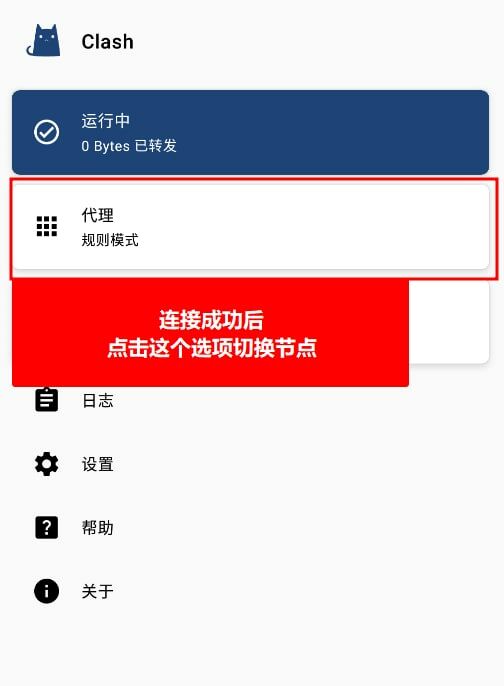 Clash
运行中
0 Bytes 已转发
代理
规则模式
连接成功后
点击这个选项切换节点
日志
设置
帮助
关于